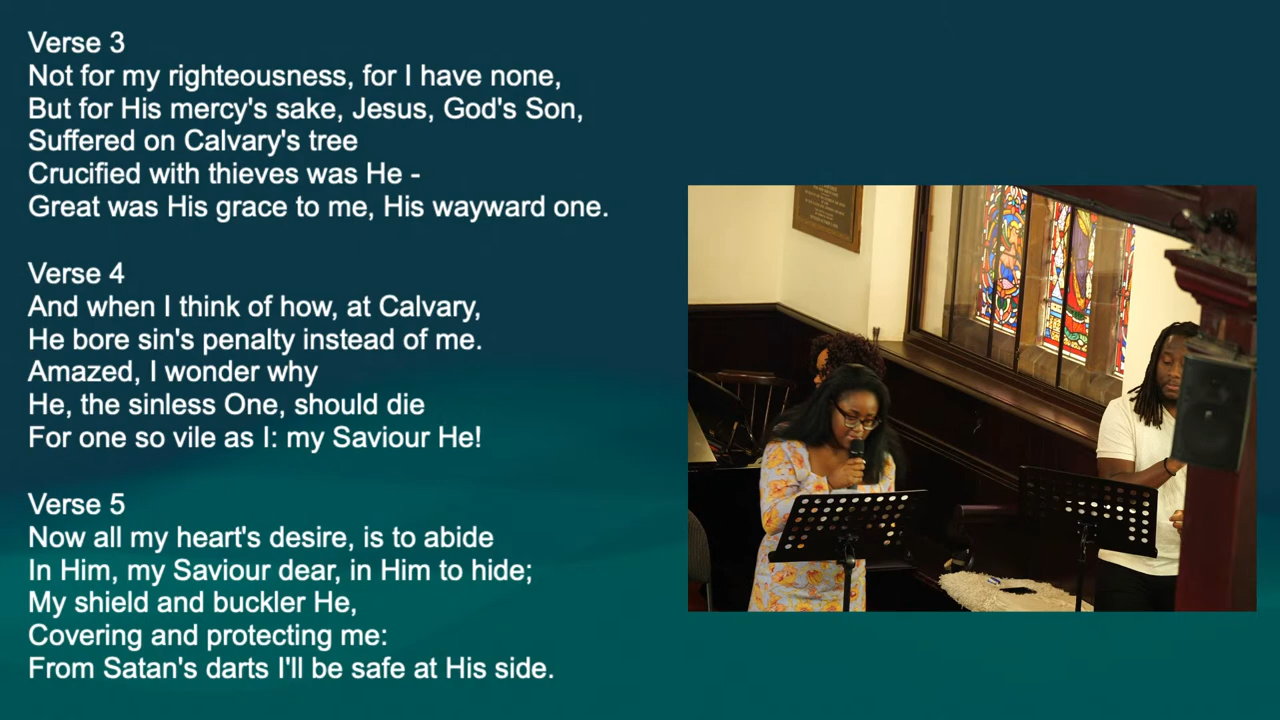 Verse 3
Not for my righteousness, for I have none,
But for His mercy's sake, Jesus, God's Son,
Suffered on Calvary's tree
Crucified with thieves was He -
Great was His grace to me, His wayward one.
Verse 4
And when I think of how, at Calvary,
He bore sin's penalty instead of me.
Amazed, I wonder why
He, the sinless One, should die
For one so vile as I: my Saviour He!
Verse 5
Now all my heart's desire, is to abide
In Him, my Saviour dear, in Him to hide;
My shield and buckler He,
Covering and protecting me:
From Satan's darts I'll be safe at His side.